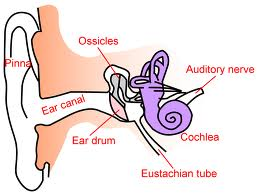 Ossicles
Pinna
Auditory nerve
Ear canal
Ear drum
Cochlea
Eustachian tube